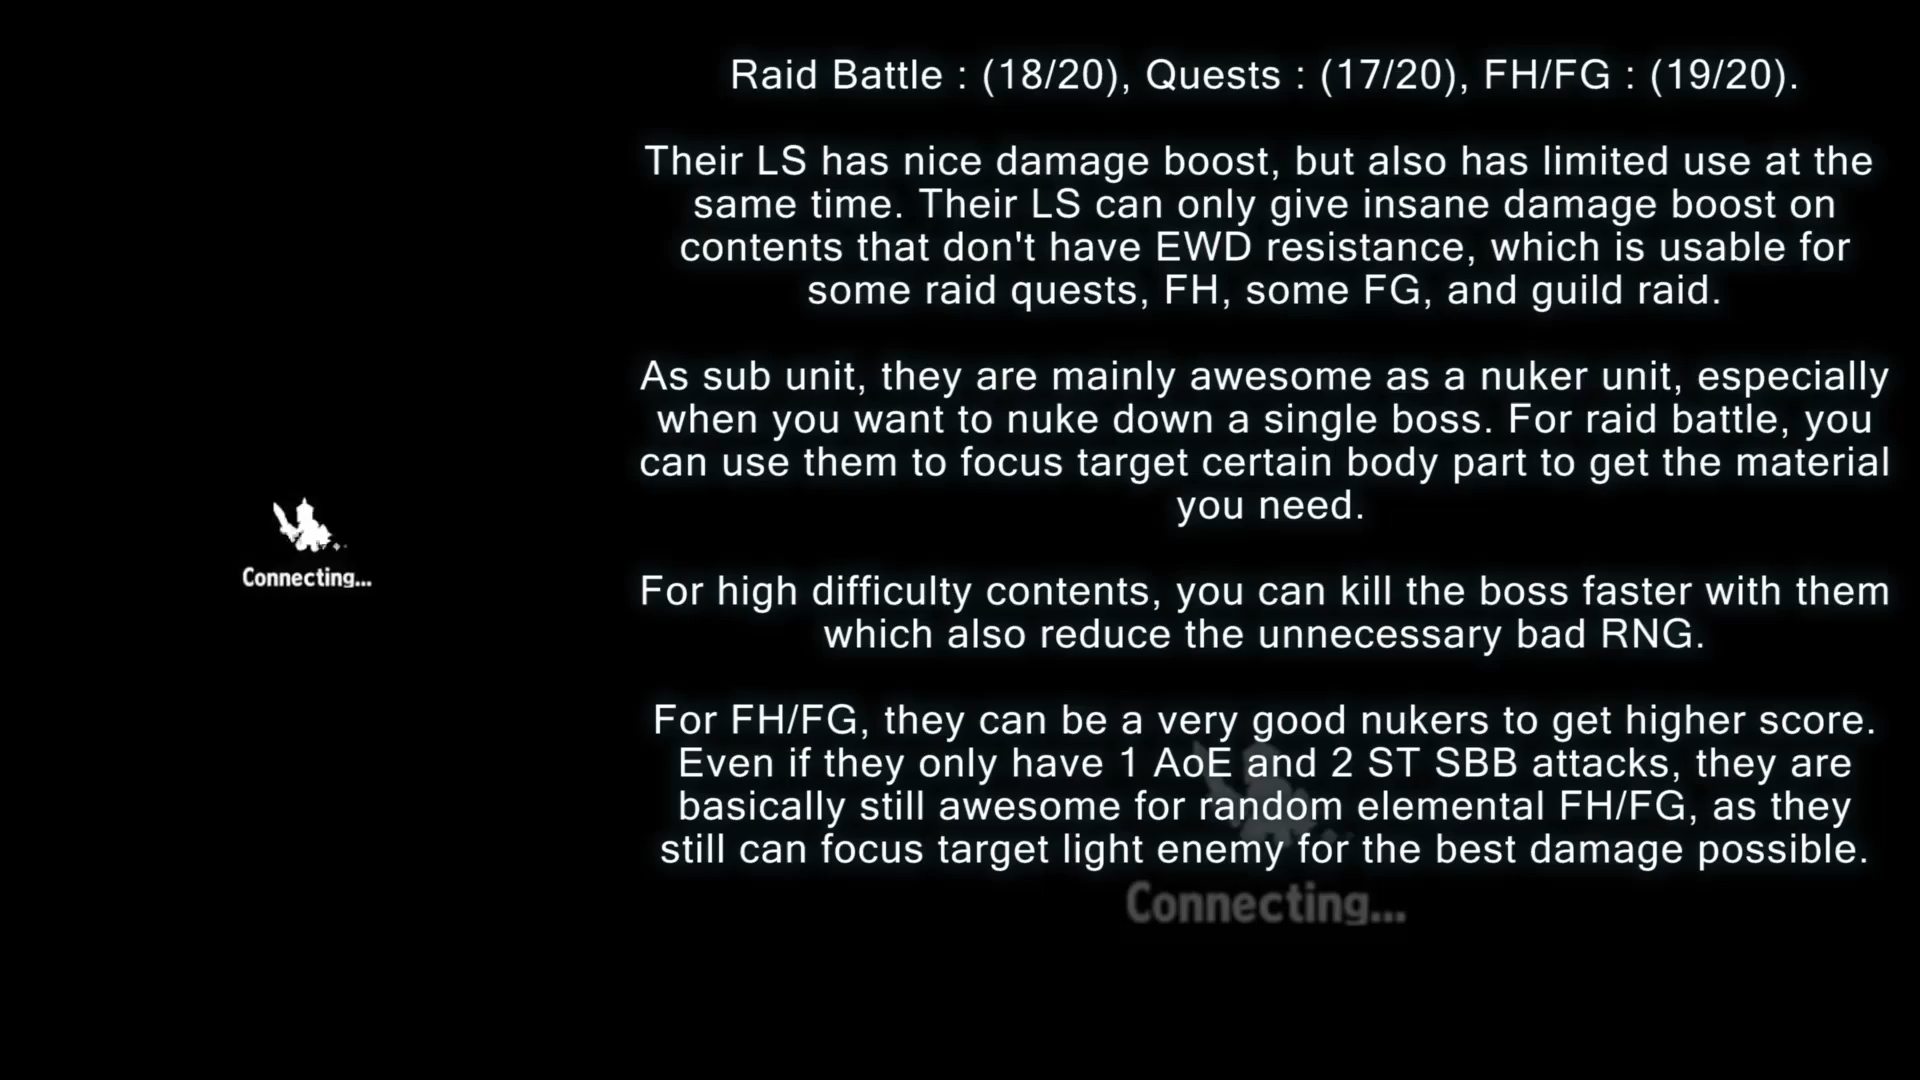 Raid Battle : (18/20), Quests : (17/20), FH/FG : (19/20).
Their LS has nice damage boost, but also has limited use at the
same time. Their LS can only give insane damage boost on
contents that don't have EWD resistance, which is usable for
some raid quests, FH, some FG, and guild raid.
As sub unit, they are mainly awesome as a nuker unit, especially
when you want to nuke down a single boss. For raid battle, you
can use them to focus target certain body part to get the material
you need.
For high difficulty contents, you can kill the boss faster with them
which also reduce the unnecessary bad RNG.
For FH/FG, they can be a very good nukers to get higher score.
Even if they only have 1 AoE and 2 ST SBB attacks, they are
basically still awesome for random elemental FH/FG, as they
still can focus target light enemy for the best damage possible.
Connecting...
Connecting...